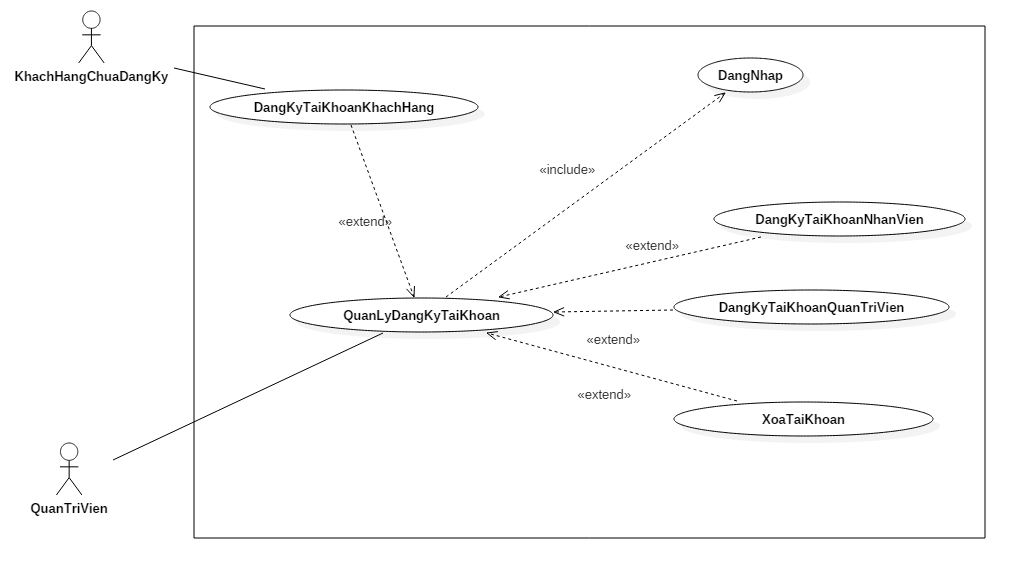 KhachHangChuaDangKy
DangNhap
DangKyTaiKhoanKhachHang
«include»
«extend»
DangKyTaiKhoanNhanVien
«extend»
QuanLyDangKyTaiKhoan
DangKyTaiKhoanQuanTriVien
«extend»
«extend»
XoaTaiKhoan
QuanTriVien